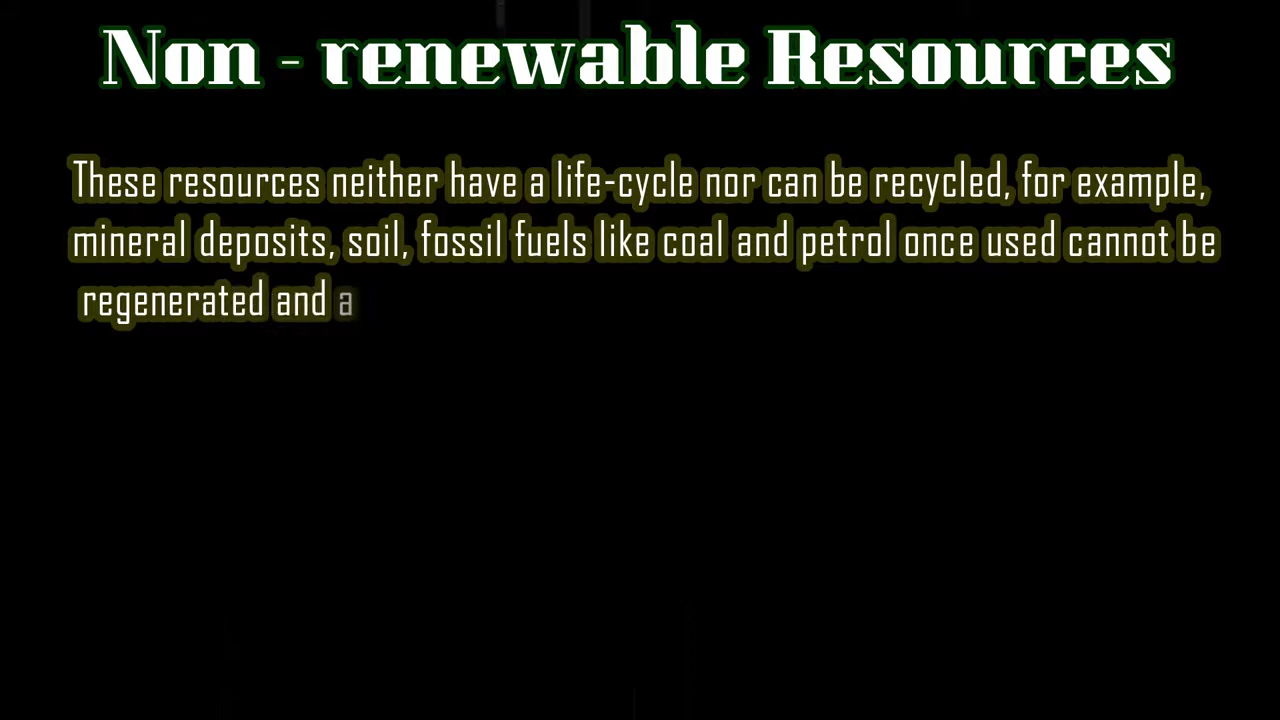 Non - renewable Resources
These resources neither have a life-cycle nor can be recycled, for example,
mineral deposits, soil, fossil fuels like coal and petrol once used cannot be
regenerated and a